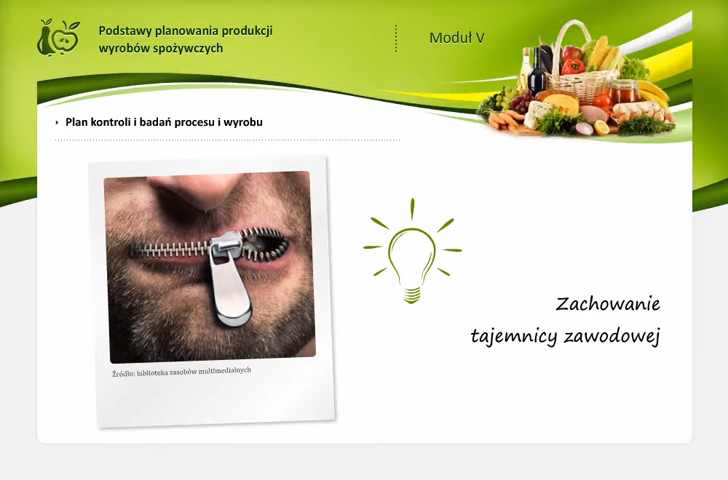 Podstawy planowania produkcji
wyrobów spożywczych
Moduł V
Plan kontroli i badań procesu i wyrobu
Źródło: biblioteka zasobów multimedialnych
Zachowanie
tajemnicy zawodowej